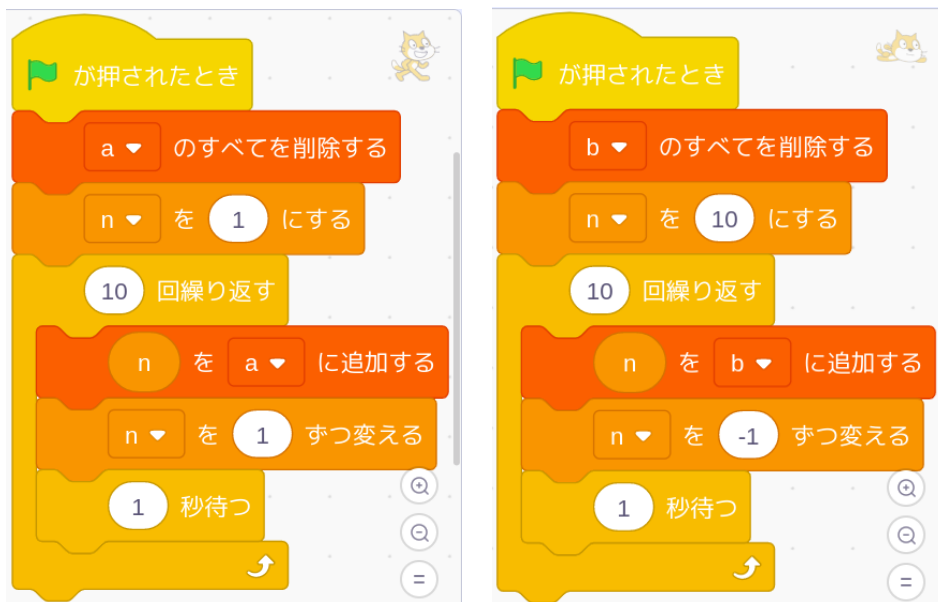 が押されたとき
a のすべてを削除する
n を 1 にする
10 回繰り返す
n を a に追加する
n を 1 ずつ変える
1 秒待つ
が押されたとき
b のすべてを削除する
n を 10 にする
10 回繰り返す
n を b に追加する
n を -1 ずつ変える
1 秒待つ